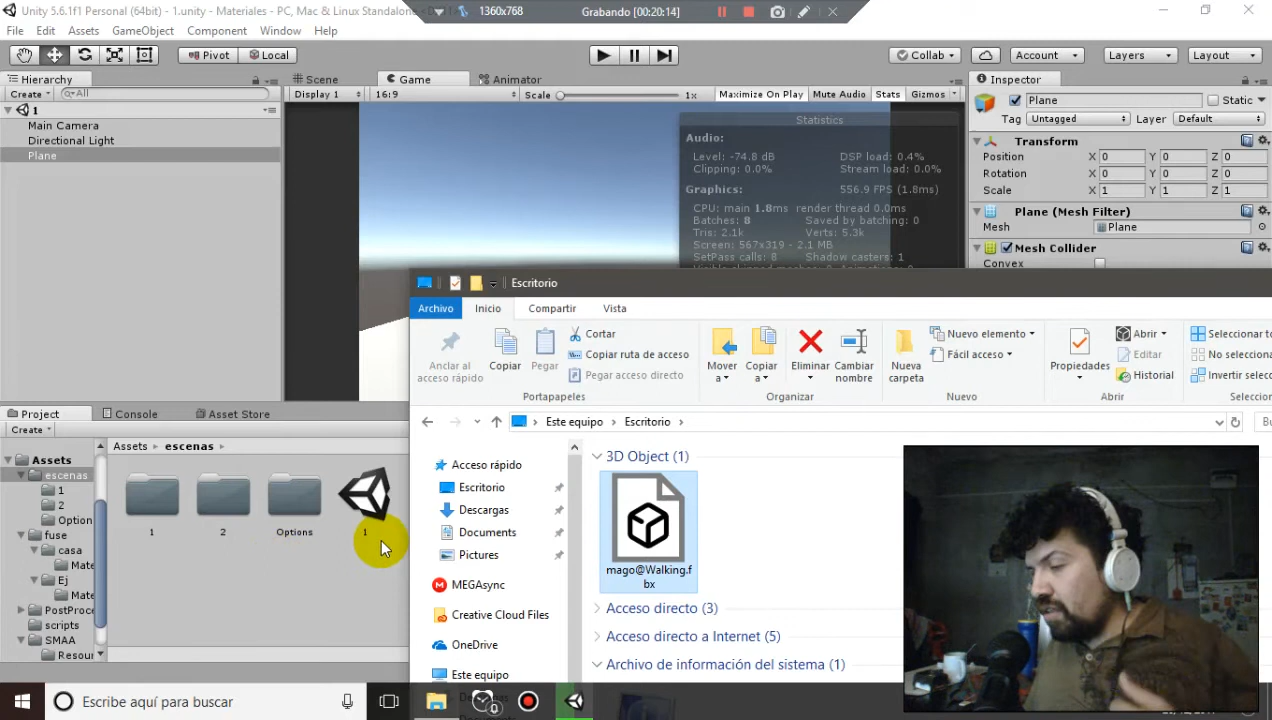 Unity 5.6.1f1 Personal (64bit) - 1.unity - Materiales - PC, Mac & Linux Standalone
1360x768
Grabando [00:20:14]
File Edit Assets GameObject Component Window Help
Pivot Local
Collab Account Layers Layout
Hierarchy
Create All
1
Main Camera
Directional Light
Plane
Scene Game Animator
Display 1 16:9 Scale 1x Maximize On Play Mute Audio Stats Gizmos
Statistics
Audio:
Level: -74.8 dB DSP load: 0.4%
Clipping: 0.0% Stream load: 0.0%
Graphics: 556.9 FPS (1.8ms)
CPU: main 1.8ms render thread 0.0ms
Batches: 8 Saved by batching: 0
Tris: 2.1k Verts: 5.3k
Screen: 567x319 - 2.1 MB
SetPass calls: 8 Shadow casters: 1
Inspector
Plane Static
Tag Untagged Layer Default
Transform
Position X 0 Y 0 Z 0
Rotation X 0 Y 0 Z 0
Scale X 1 Y 1 Z 1
Plane (Mesh Filter)
Mesh Plane
Mesh Collider
Convex
Escritorio
Archivo Inicio Compartir Vista
Anclar al acceso rápido
Copiar
Pegar
Cortar
Copiar ruta de acceso
Pegar acceso directo
Portapapeles
Mover a
Copiar a
Eliminar
Cambiar nombre
Organizar
Nueva carpeta
Nuevo elemento
Fácil acceso
Nuevo
Propiedades
Abrir
Editar
Historial
Abrir
Seleccionar to
No selecciona
Invertir selecc
Este equipo Escritorio
Acceso rápido
Escritorio
Descargas
Documents
Pictures
MEGAsync
Creative Cloud Files
OneDrive
Este equipo
3D Object (1)
mago@Walking.f
bx
Acceso directo (3)
Acceso directo a Internet (5)
Archivo de información del sistema (1)
Project Console Asset Store
Create
Assets
escenas
1
2
Option
fuse
casa
Mate
Ej
Mate
PostProce
scripts
SMAA
Resou
Assets escenas
1 2 Options 1
Escribe aquí para buscar